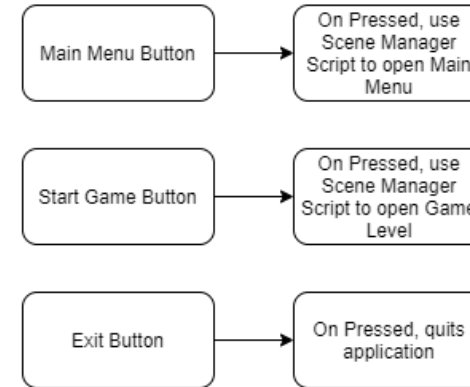 Main Menu Button
On Pressed, use
Scene Manager
Script to open Main
Menu
Start Game Button
On Pressed, use
Scene Manager
Script to open Game
Level
Exit Button
On Pressed, quits
application